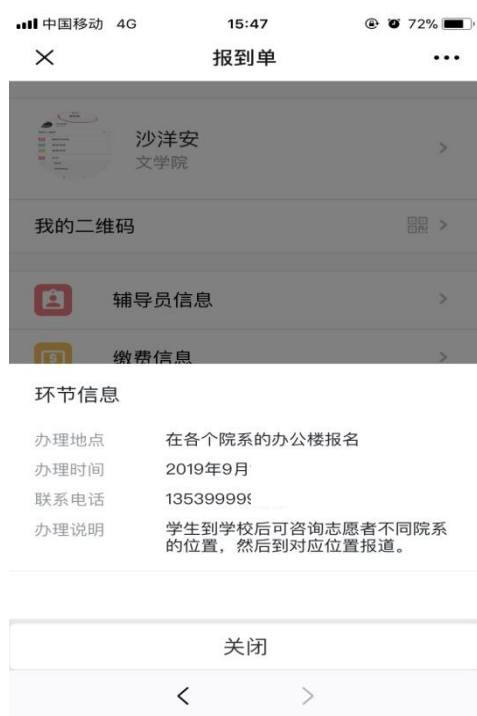 中国移动 4G 15:47 72%
报到单
沙洋安
文学院
我的二维码
辅导员信息
缴费信息
环节信息
办理地点 在各个院系的办公楼报名
办理时间 2019年9月
联系电话 135399999
办理说明 学生到学校后可咨询志愿者不同院系
的位置，然后到对应位置报道。
关闭